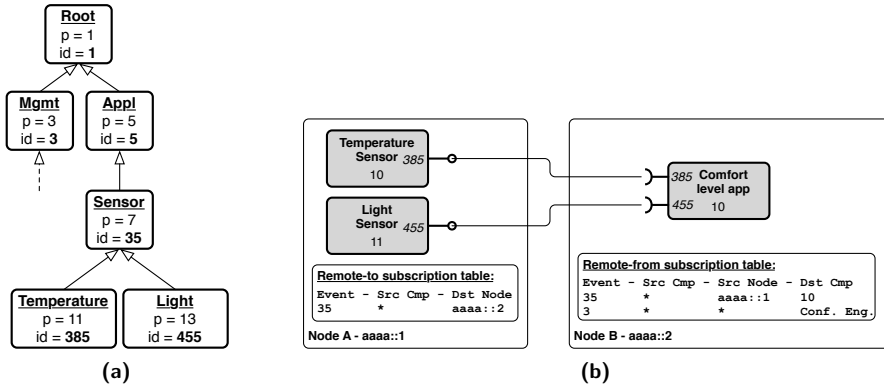 Root
p = 1
id = 1
Mgmt
p = 3
id = 3
Appl
p = 5
id = 5
Sensor
p = 7
id = 35
Temperature
p = 11
id = 385
Light
p = 13
id = 455
(a)
Temperature
Sensor
385
10
Light
Sensor
455
11
Remote-to subscription table:
Event - Src Cmp - Dst Node
35 * aaaa::2
Node A - aaaa::1
385
455
Comfort
level app
10
Remote-from subscription table:
Event - Src Cmp - Src Node - Dst Cmp
35 * aaaa::1 10
3 * * Conf. Eng.
Node B - aaaa::2
(b)